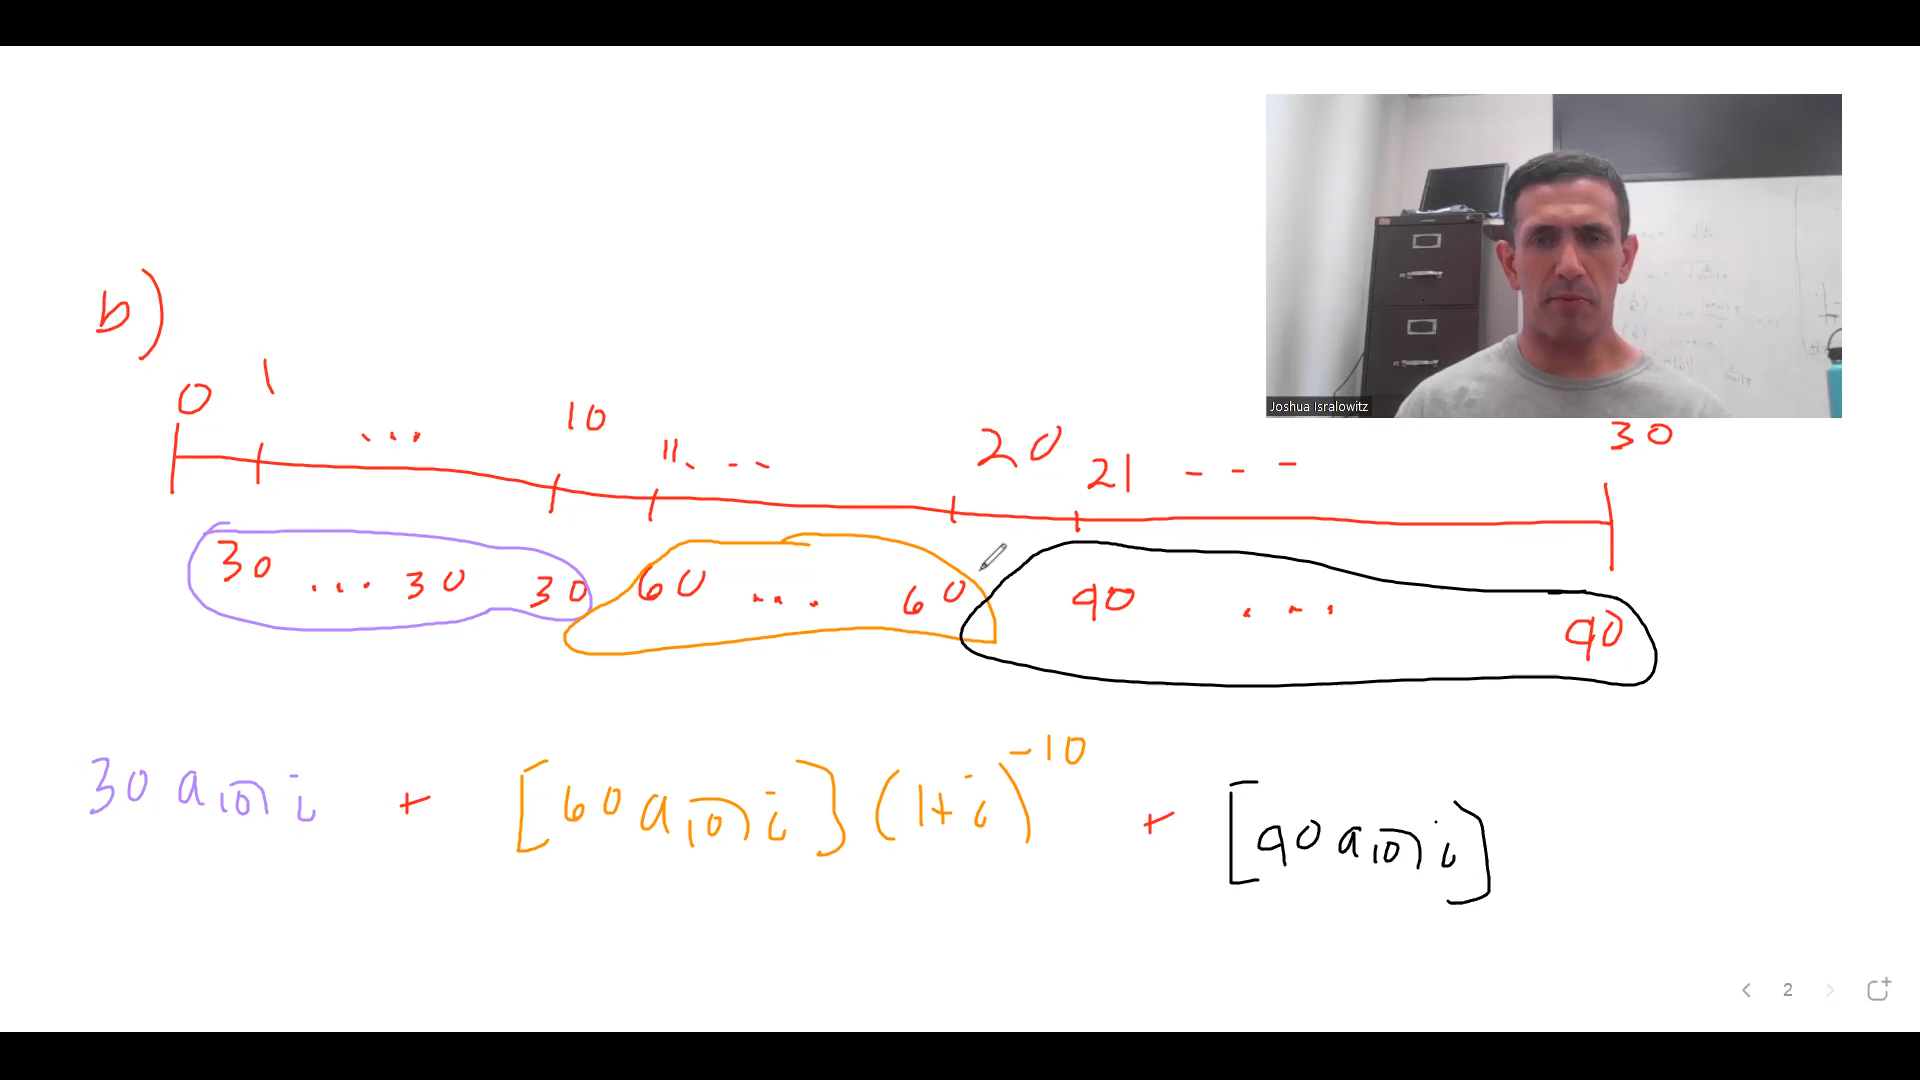 b)
0 1 ... 10 11. - - 20 21 - - - 30
30 ... 30 30 60 ... 60 90 ... 90
30 a₁₀⌉ i + [60 a₁₀⌉ i] (1+i)⁻¹⁰ + [90 a₁₀⌉ i]
Joshua Isralowitz
2